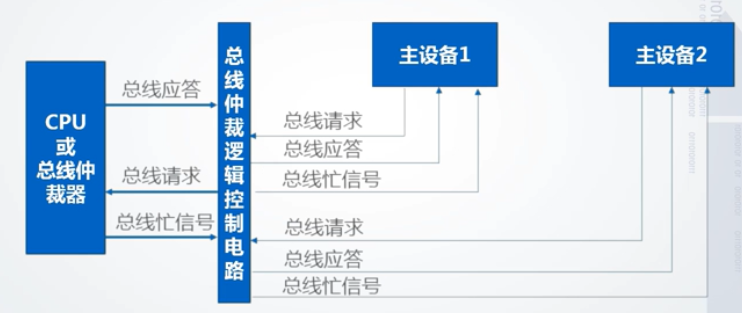 总线应答
总线请求
总线忙信号
CPU
或
总线仲
裁器
总线仲裁逻辑控制电路
主设备1
主设备2
总线请求
总线应答
总线忙信号
总线请求
总线应答
总线忙信号